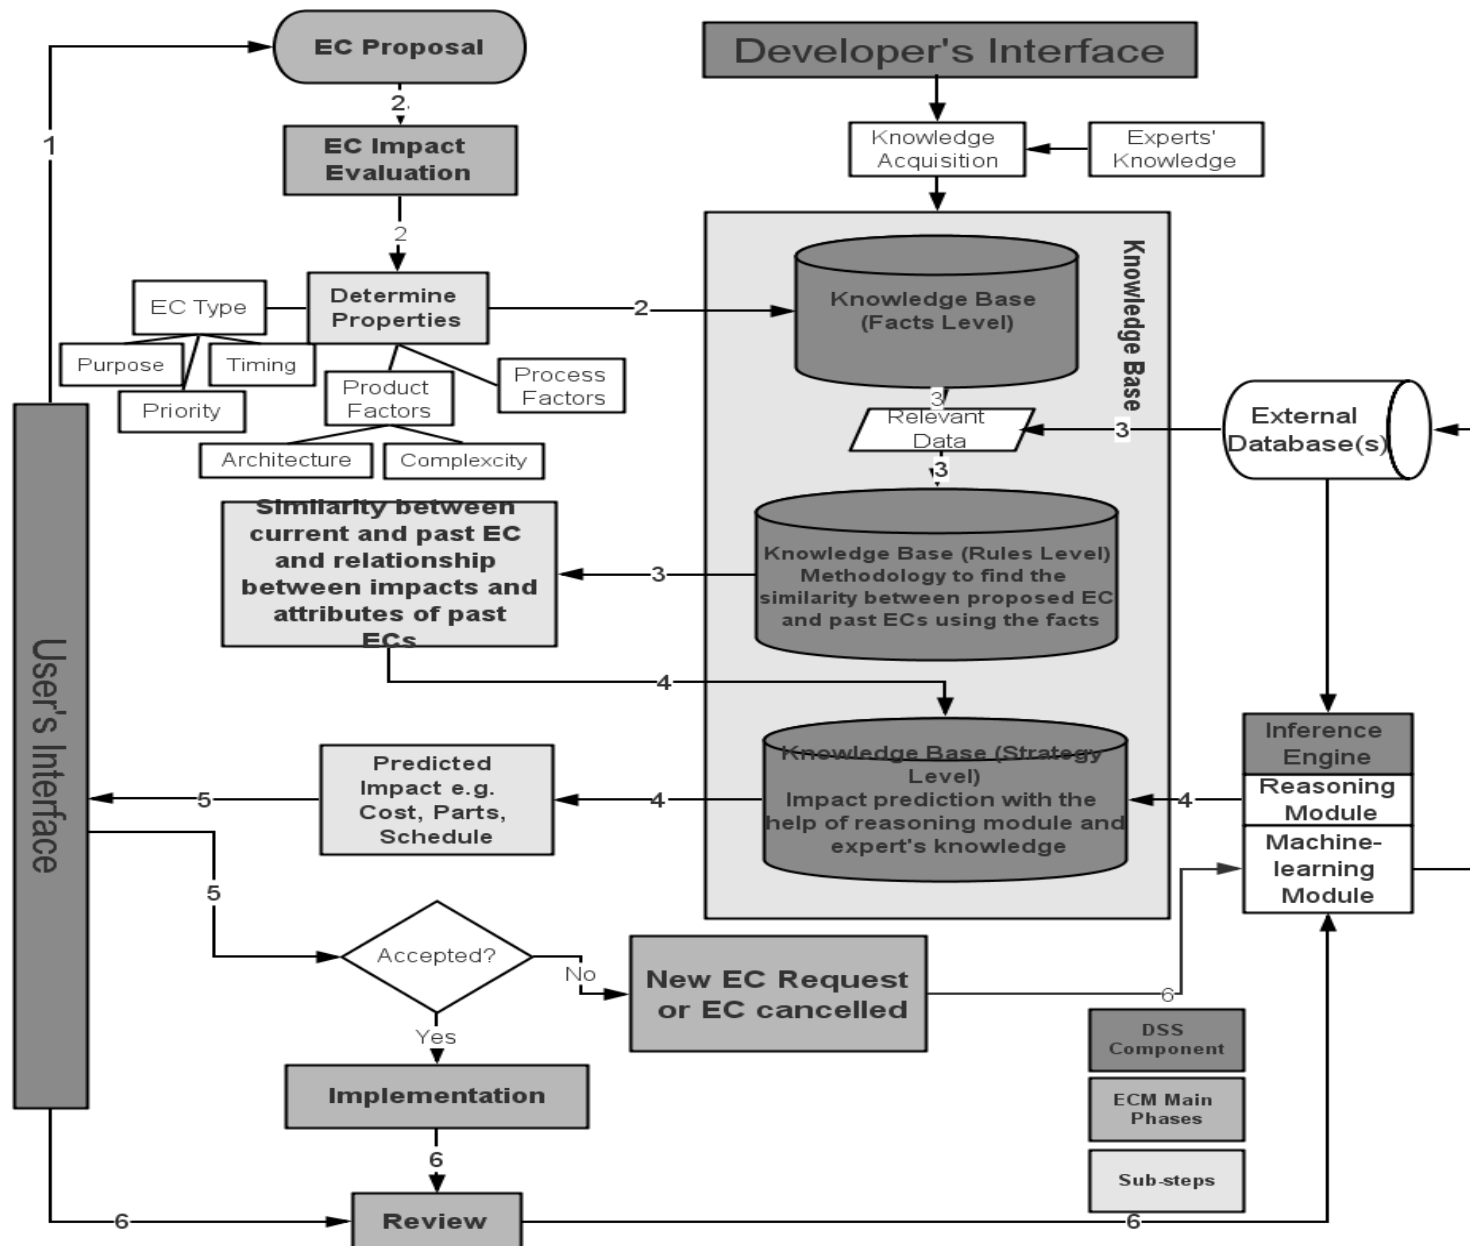 EC Proposal
Developer's Interface
1
2
EC Impact
Evaluation
Knowledge
Acquisition
Experts'
Knowledge
2
Determine
Properties
EC Type
Purpose
Timing
Priority
Product
Factors
Process
Factors
Architecture
Complexcity
2
Knowledge Base
Knowledge Base
(Facts Level)
3
Relevant
Data
3
External
Database(s)
3
Similarity between
current and past EC
and relationship
between impacts and
attributes of past
ECs
3
Knowledge Base (Rules Level)
Methodology to find the
similarity between proposed EC
and past ECs using the facts
4
User's Interface
Predicted
Impact e.g.
Cost, Parts,
Schedule
5
4
Knowledge Base (Strategy
Level)
Impact prediction with the
help of reasoning module and
expert's knowledge
4
Inference
Engine
Reasoning
Module
Machine-
learning
Module
5
Accepted?
No
New EC Request
or EC cancelled
6
Yes
Implementation
6
Review
6
6
DSS
Component
ECM Main
Phases
Sub-steps